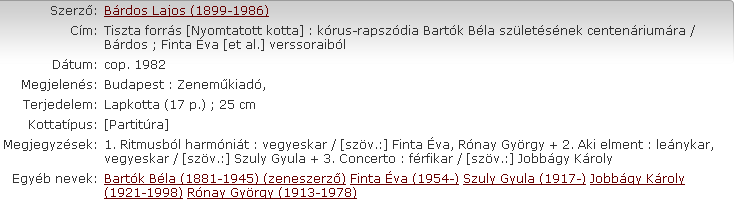 Szerző: Bárdos Lajos (1899-1986)
Cím: Tiszta forrás [Nyomtatott kotta] : kórus-rapszódia Bartók Béla születésének centenáriumára /
Bárdos ; Finta Éva [et al.] verssoraiból
Dátum: cop. 1982
Megjelenés: Budapest : Zeneműkiadó,
Terjedelem: Lapkotta (17 p.) ; 25 cm
Kottatípus: [Partitúra]
Megjegyzések: 1. Ritmusból harmóniát : vegyeskar / [szöv.:] Finta Éva, Rónay György + 2. Aki elment : leánykar,
vegyeskar / [szöv.:] Szuly Gyula + 3. Concerto : férfikar / [szöv.:] Jobbágy Károly
Egyéb nevek: Bartók Béla (1881-1945) (zeneszerző) Finta Éva (1954-) Szuly Gyula (1917-) Jobbágy Károly
(1921-1998) Rónay György (1913-1978)